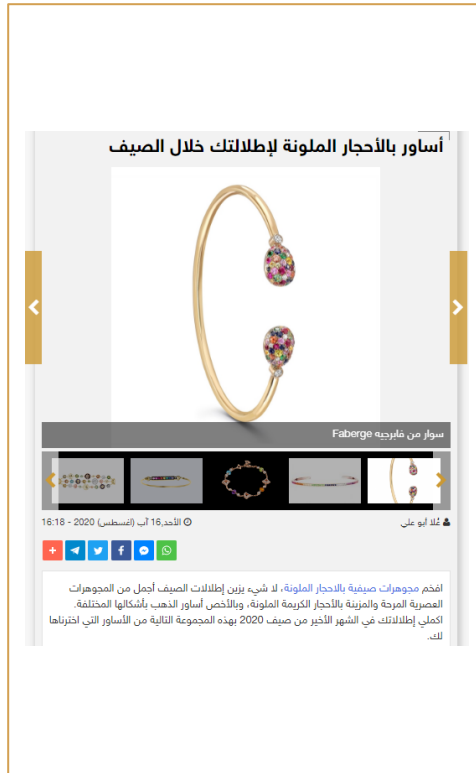 أساور بالأحجار الملونة لإطلالتك خلال الصيف
سوار من فابرجيه Faberge
عُلا أبو علي
الأحد,16 آب (اغسطس) 2020 - 16:18
افخم مجوهرات صيفية بالاحجار الملونة، لا شيء يزين إطلالات الصيف أجمل من المجوهرات
العصرية المرحة والمزينة بالأحجار الكريمة الملونة، وبالأخص أساور الذهب بأشكالها المختلفة.
اكملي إطلالاتك في الشهر الأخير من صيف 2020 بهذه المجموعة التالية من الأساور التي اخترناها
لك.